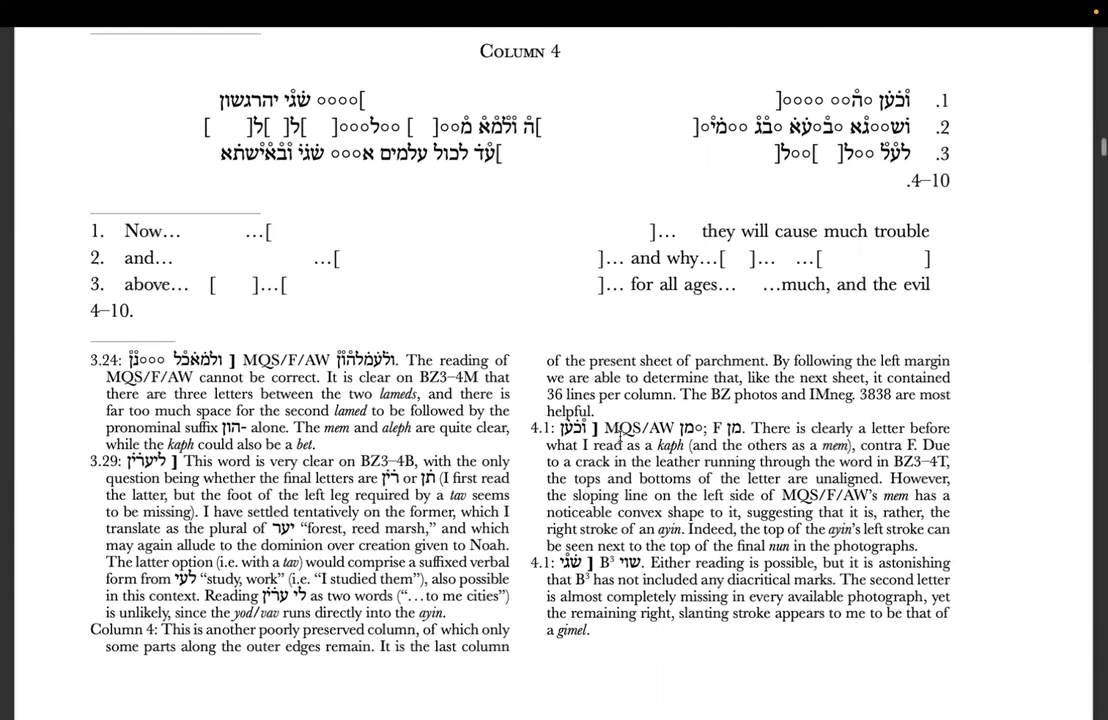 COLUMN 4
1. וכען ○ה○○ ○○○○[ ]○○○○ שגי יהרגשון
2. ושׁ○○גא ○ב○עא ○בג ○○מי○[ ]ה ולמא מ○○○[ ]○○ל○○○[ ]ל[ ]ל[ ]
3. לעל ○○ל[ ]○○ל[ ]עד לכול עלמים א○○○ שגי ובאישתא
4–10.
1. Now… …[ ]… they will cause much trouble
2. and… …[ ]… and why…[ ]… …[ ]
3. above… [ ]…[ ]… for all ages… …much, and the evil
4–10.
3.24: ולמאכל ○○○נן ] MQS/F/AW ולעמלהון. The reading of
MQS/F/AW cannot be correct. It is clear on BZ3–4M that
there are three letters between the two lameds, and there is
far too much space for the second lamed to be followed by the
pronominal suffix הון- alone. The mem and aleph are quite clear,
while the kaph could also be a bet.
3.29: ליערין ] This word is very clear on BZ3–4B, with the only
question being whether the final letters are רין or תן (I first read
the latter, but the foot of the left leg required by a tav seems
to be missing). I have settled tentatively on the former, which I
translate as the plural of יער “forest, reed marsh,” and which
may again allude to the dominion over creation given to Noah.
The latter option (i.e. with a tav) would comprise a suffixed verbal
form from לעי “study, work” (i.e. “I studied them”), also possible
in this context. Reading לי ערין as two words (“…to me cities”)
is unlikely, since the yod/vav runs directly into the ayin.
Column 4: This is another poorly preserved column, of which only
some parts along the outer edges remain. It is the last column
of the present sheet of parchment. By following the left margin
we are able to determine that, like the next sheet, it contained
36 lines per column. The BZ photos and IMneg. 3838 are most
helpful.
4.1: וכען ] MQS/AW ○מן; F מן. There is clearly a letter before
what I read as a kaph (and the others as a mem), contra F. Due
to a crack in the leather running through the word in BZ3–4T,
the tops and bottoms of the letter are unaligned. However,
the sloping line on the left side of MQS/F/AW’s mem has a
noticeable convex shape to it, suggesting that it is, rather, the
right stroke of an ayin. Indeed, the top of the ayin’s left stroke can
be seen next to the top of the final nun in the photographs.
4.1: שגי ] B³ שוי. Either reading is possible, but it is astonishing
that B³ has not included any diacritical marks. The second letter
is almost completely missing in every available photograph, yet
the remaining right, slanting stroke appears to me to be that of
a gimel.